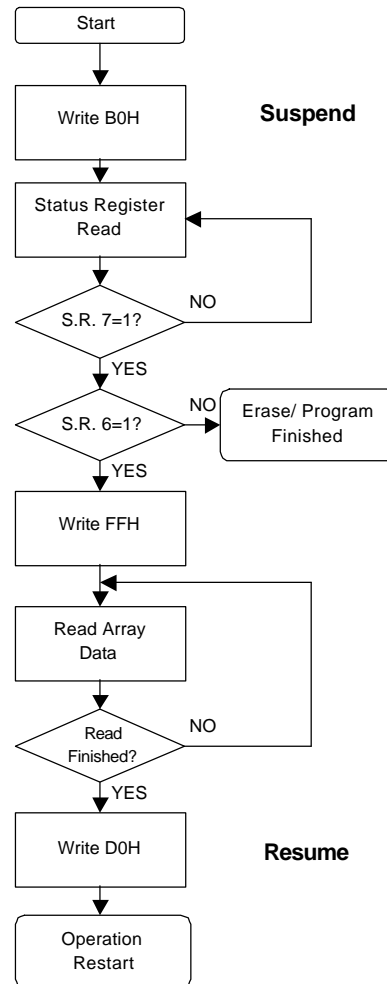 Start
Write B0H
Suspend
Status Register
Read
S.R. 7=1?
NO
YES
S.R. 6=1?
NO
Erase/ Program
Finished
YES
Write FFH
Read Array
Data
Read
Finished?
NO
YES
Write D0H
Resume
Operation
Restart